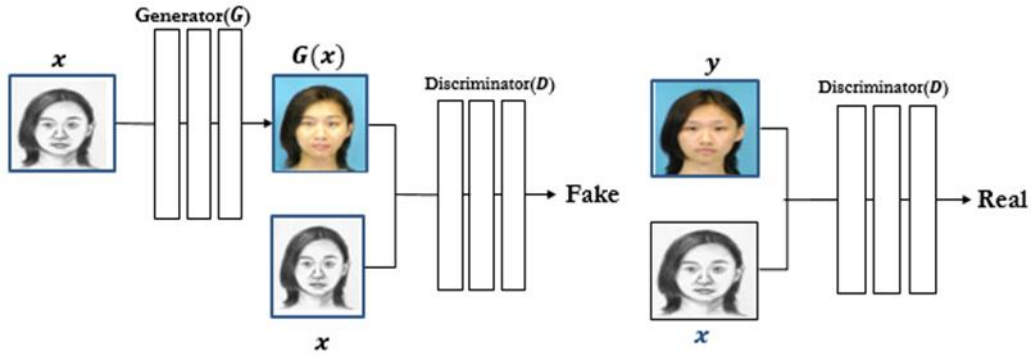 Generator(G)
x
G(x)
Discriminator(D)
Fake
x
y
Discriminator(D)
Real
x